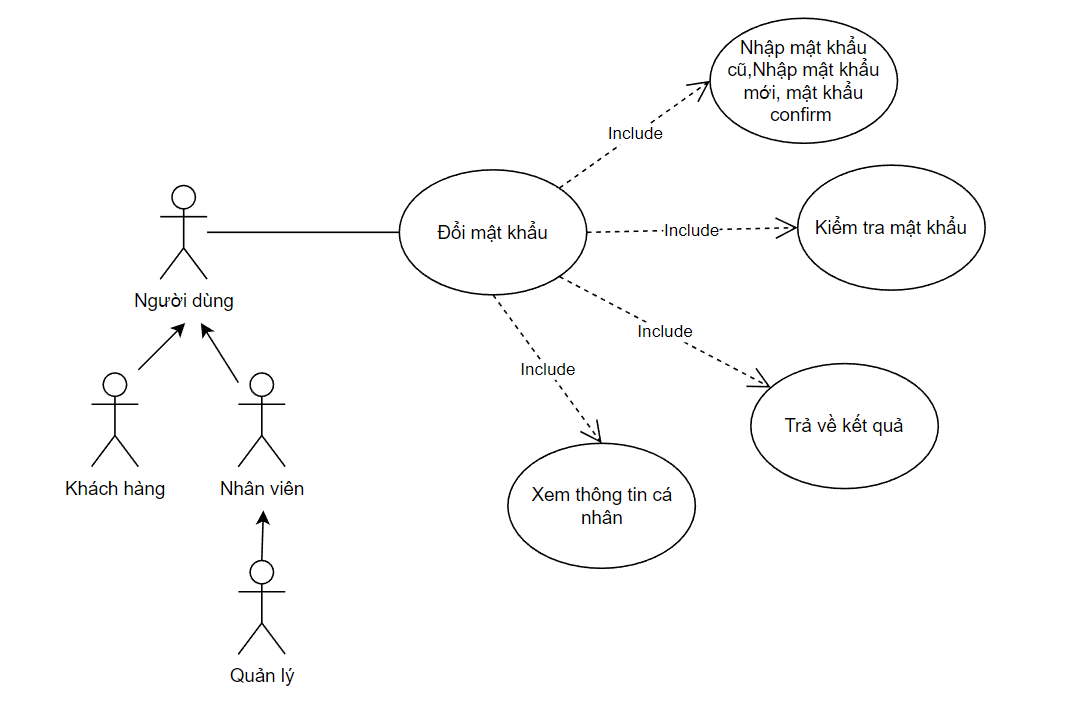 Nhập mật khẩu
cũ,Nhập mật khẩu
mới, mật khẩu
confirm
Include
Kiểm tra mật khẩu
Include
Đổi mật khẩu
Người dùng
Include
Include
Trả về kết quả
Khách hàng
Nhân viên
Xem thông tin cá
nhân
Quản lý